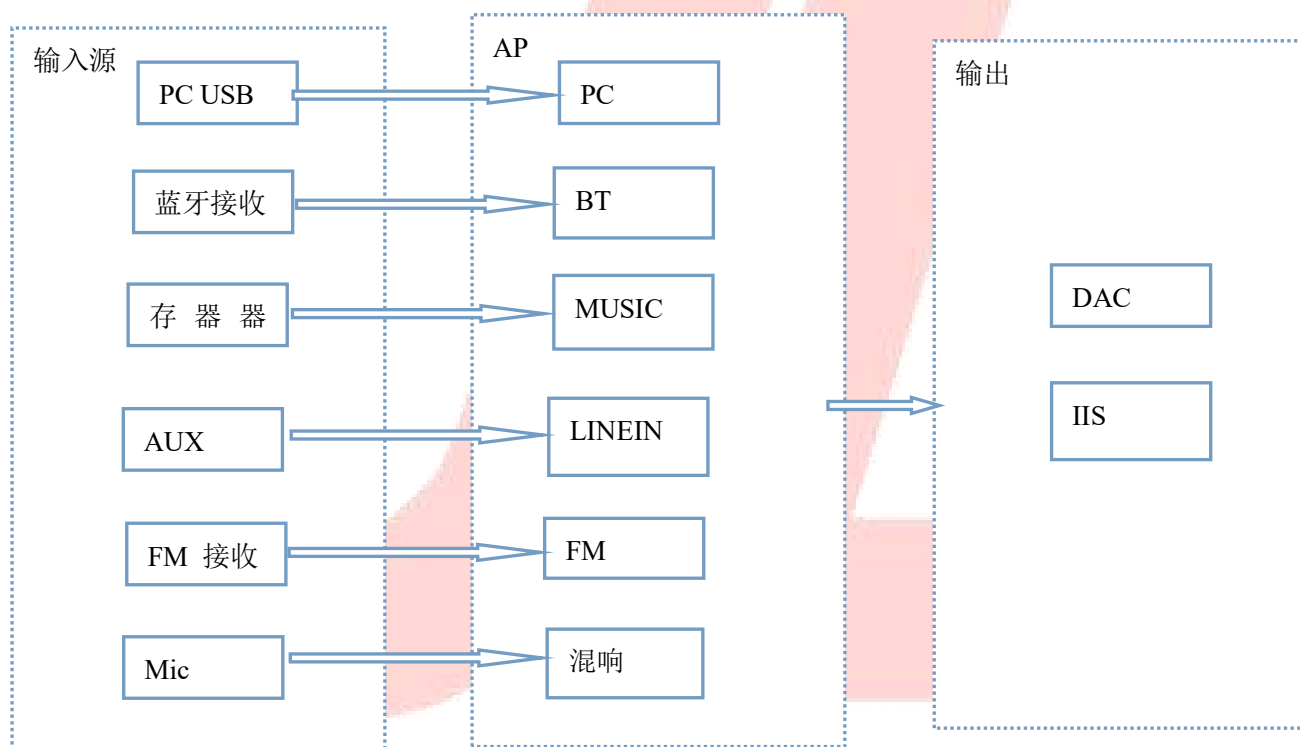 输入源
PC USB
蓝牙接收
存 器 器
AUX
FM 接收
Mic
AP
PC
BT
MUSIC
LINEIN
FM
混响
输出
DAC
IIS